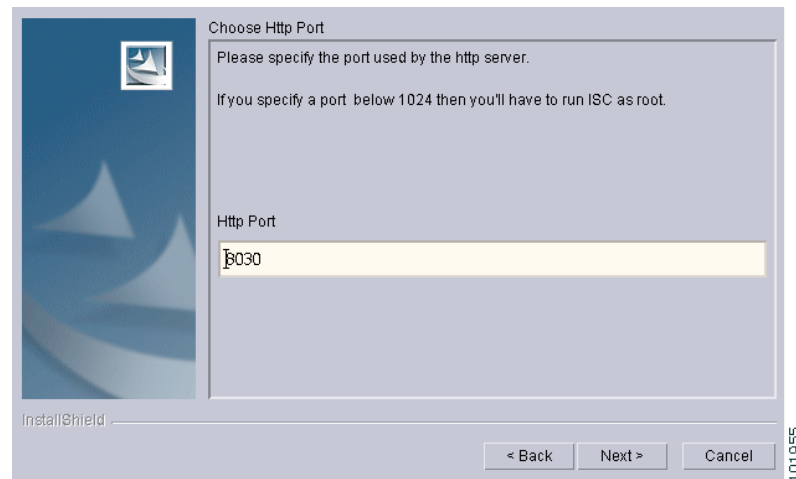 Choose Http Port
Please specify the port used by the http server.
If you specify a port below 1024 then you'll have to run ISC as root.
Http Port
8030
InstallShield
< Back
Next >
Cancel
101955